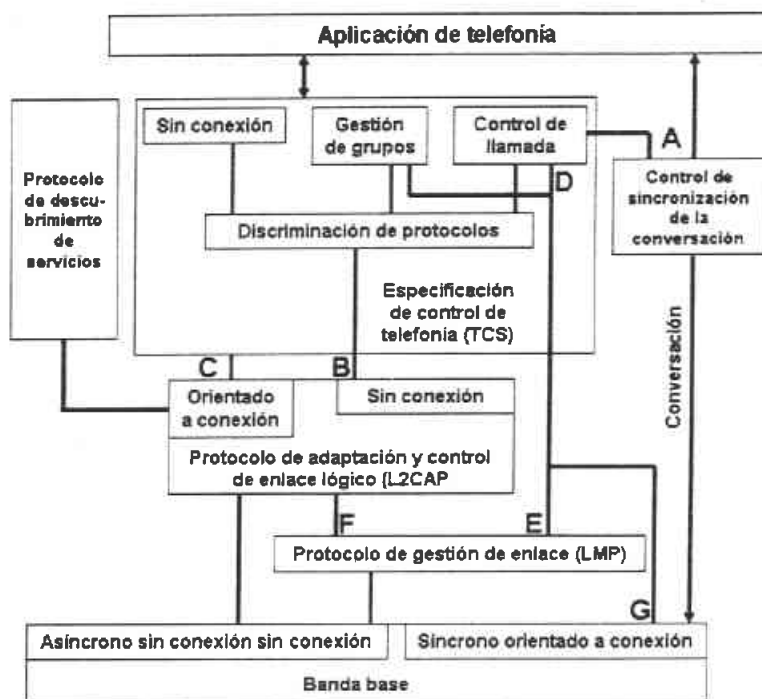 Aplicación de telefonía
Sin conexión
Gestión
de grupos
Control de
llamada
A
D
Protocolo
de descu-
brimiento
de
servicios
Control de
sincronización
de la
conversación
Discriminación de protocolos
Especificación
de control de
telefonía (TCS)
Conversación
C
B
Orientado
a conexión
Sin conexión
Protocolo de adaptación y control
de enlace lógico (L2CAP
F
E
Protocolo de gestión de enlace (LMP)
G
Asíncrono sin conexión sin conexión
Síncrono orientado a conexión
Banda base